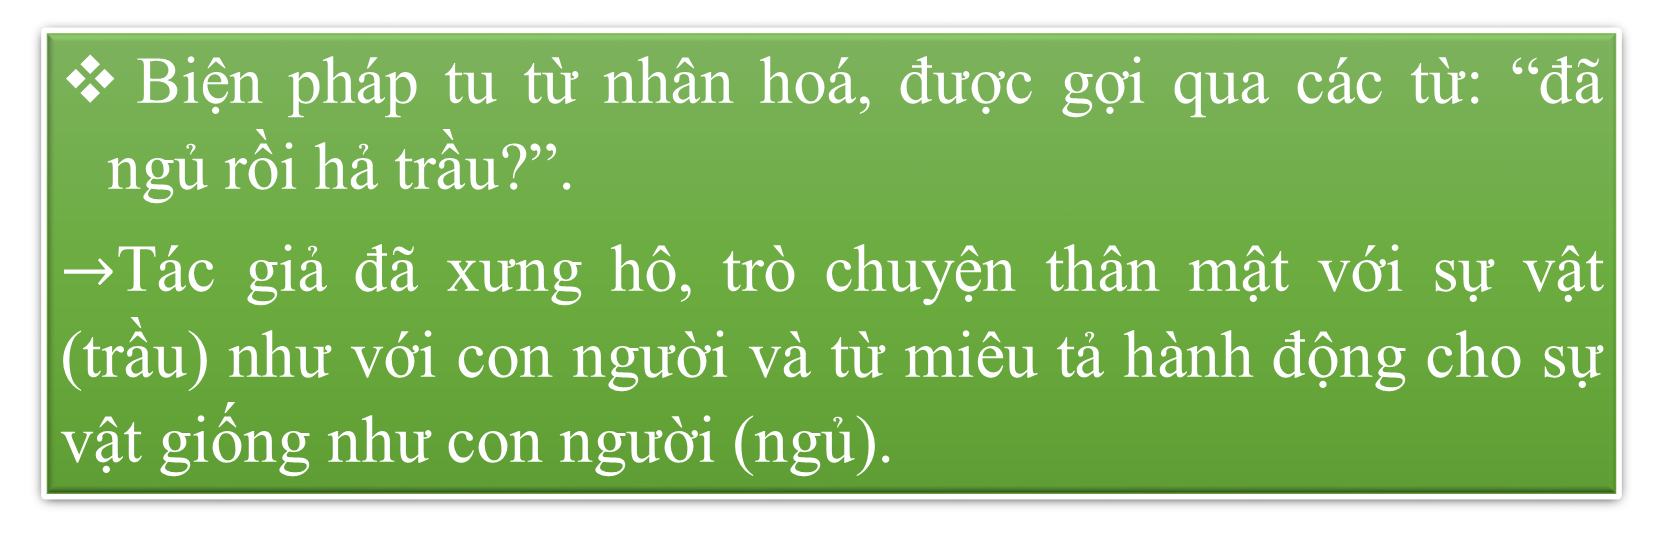 ❖ Biện pháp tu từ nhân hoá, được gợi qua các từ: “đã
ngủ rồi hả trầu?”.
→Tác giả đã xưng hô, trò chuyện thân mật với sự vật
(trầu) như với con người và từ miêu tả hành động cho sự
vật giống như con người (ngủ).